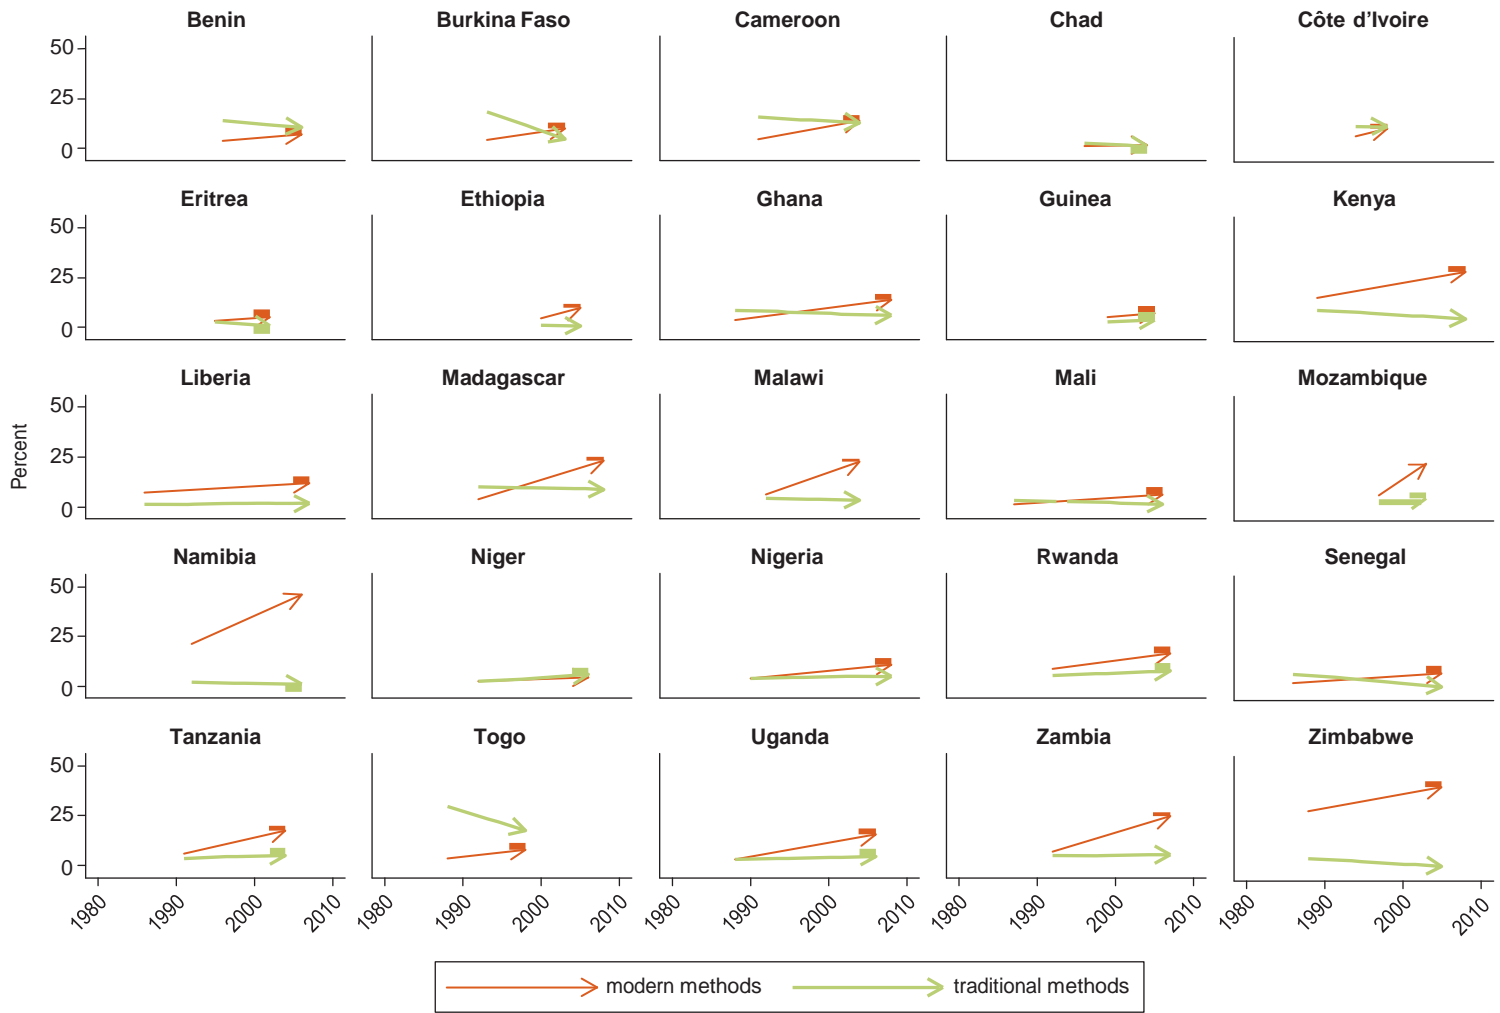 Benin Burkina Faso Cameroon Chad Côte d’Ivoire
50
25
0
Eritrea Ethiopia Ghana Guinea Kenya
50
25
0
Liberia Madagascar Malawi Mali Mozambique
50
25
0
Percent
Namibia Niger Nigeria Rwanda Senegal
50
25
0
Tanzania Togo Uganda Zambia Zimbabwe
50
25
0
1980 1990 2000 2010 1980 1990 2000 2010 1980 1990 2000 2010 1980 1990 2000 2010 1980 1990 2000 2010
modern methods traditional methods